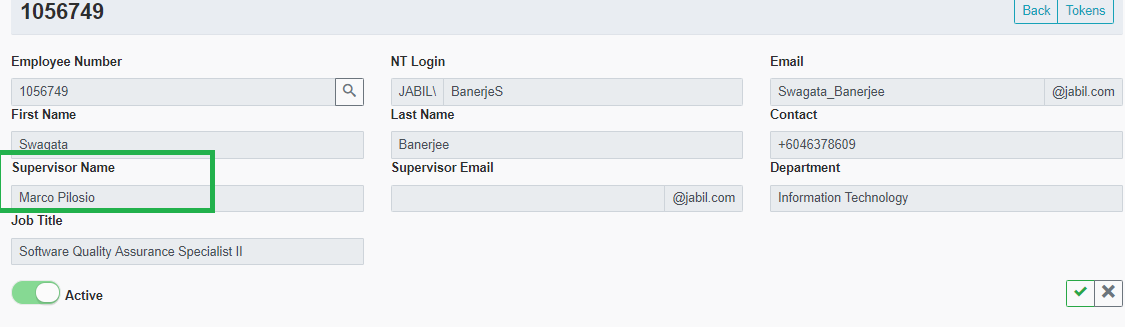 1056749
Back Tokens
Employee Number NT Login Email
1056749 JABIL\ BanerjeS Swagata_Banerjee @jabil.com
First Name Last Name Contact
Swagata Banerjee +6046378609
Supervisor Name Supervisor Email Department
Marco Pilosio @jabil.com Information Technology
Job Title
Software Quality Assurance Specialist II
Active